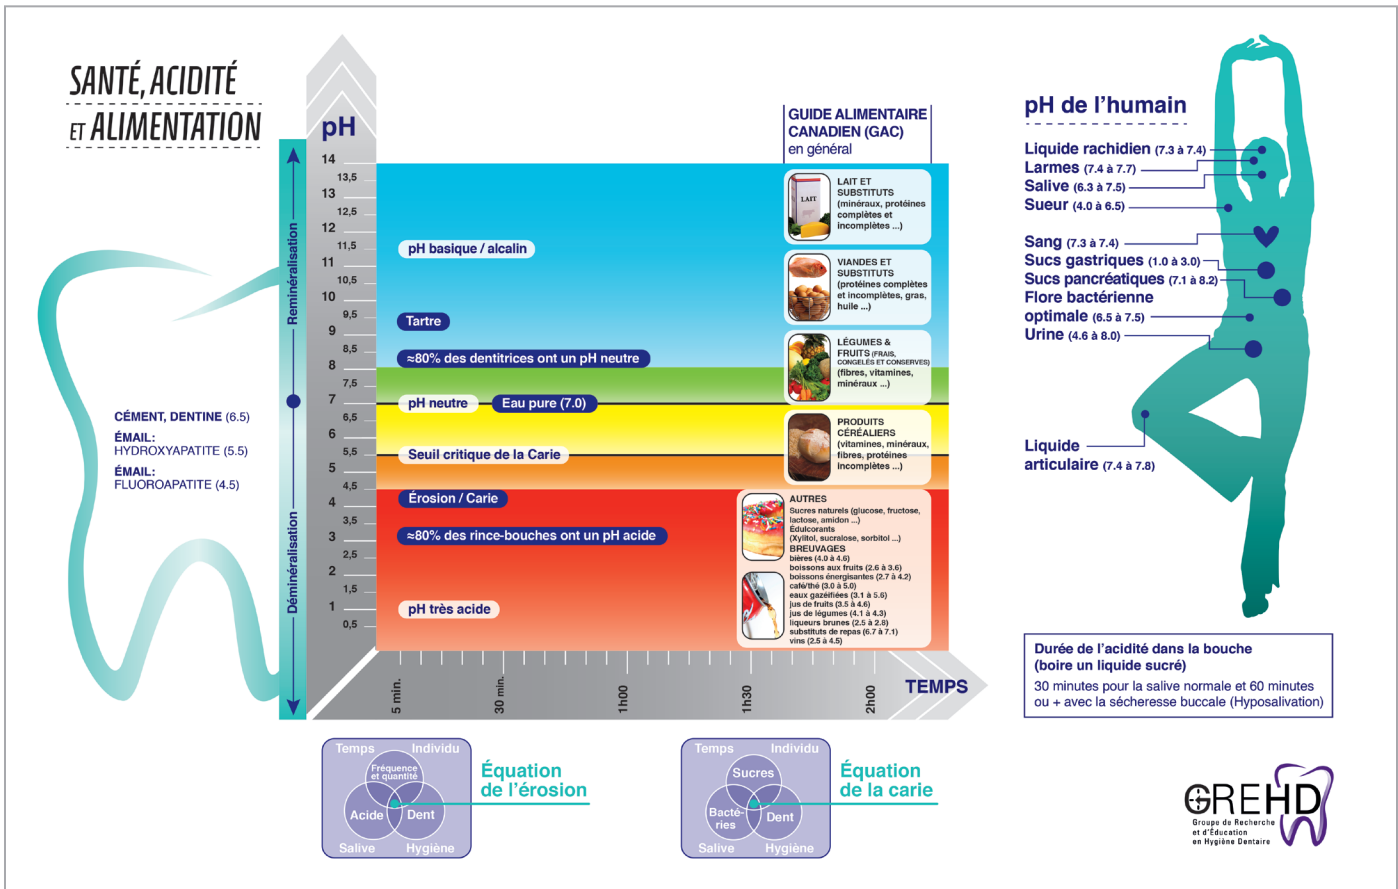 SANTÉ, ACIDITÉ
ET ALIMENTATION
pH
14
13,5
13
12,5
12
11,5
11
10,5
10
9,5
9
8,5
8
7,5
7
6,5
6
5,5
5
4,5
4
3,5
3
2,5
2
1,5
1
0,5
Reminéralisation
Déminéralisation
CÉMENT, DENTINE (6.5)
ÉMAIL:
HYDROXYAPATITE (5.5)
ÉMAIL:
FLUOROAPATITE (4.5)
pH basique / alcalin
Tartre
≈80% des dentitrices ont un pH neutre
pH neutre
Eau pure (7.0)
Seuil critique de la Carie
Érosion / Carie
≈80% des rince-bouches ont un pH acide
pH très acide
GUIDE ALIMENTAIRE
CANADIEN (GAC)
en général
LAIT
LAIT ET
SUBSTITUTS
(minéraux, protéines
complètes et
incomplètes ...)
VIANDES ET
SUBSTITUTS
(protéines complètes
et incomplètes, gras,
huile ...)
LÉGUMES &
FRUITS (FRAIS,
CONGELÉS ET CONSERVES)
(fibres, vitamines,
minéraux ...)
PRODUITS
CÉRÉALIERS
(vitamines, minéraux,
fibres, protéines
incomplètes ...)
AUTRES
Sucres naturels (glucose, fructose,
lactose, amidon ...)
Édulcorants
(Xylitol, sucralose, sorbitol ...)
BREUVAGES
bières (4.0 à 4.6)
boissons aux fruits (2.6 à 3.6)
boissons énergisantes (2.7 à 4.2)
café/thé (3.0 à 5.0)
eaux gazéifiées (3.1 à 5.6)
jus de fruits (3.5 à 4.6)
jus de légumes (4.1 à 4.3)
liqueurs brunes (2.5 à 2.8)
substituts de repas (6.7 à 7.1)
vins (2.5 à 4.5)
5 min.
30 min.
1h00
1h30
2h00
TEMPS
pH de l'humain
Liquide rachidien (7.3 à 7.4)
Larmes (7.4 à 7.7)
Salive (6.3 à 7.5)
Sueur (4.0 à 6.5)
Sang (7.3 à 7.4)
Sucs gastriques (1.0 à 3.0)
Sucs pancréatiques (7.1 à 8.2)
Flore bactérienne
optimale (6.5 à 7.5)
Urine (4.6 à 8.0)
Liquide
articulaire (7.4 à 7.8)
Durée de l'acidité dans la bouche
(boire un liquide sucré)
30 minutes pour la salive normale et 60 minutes
ou + avec la sécheresse buccale (Hyposalivation)
Temps
Individu
Fréquence
et quantité
Acide
Dent
Salive
Hygiène
Équation
de l'érosion
Temps
Individu
Sucres
Bacté-
ries
Dent
Salive
Hygiène
Équation
de la carie
GREHD
Groupe de Recherche
et d'Éducation
en Hygiène Dentaire